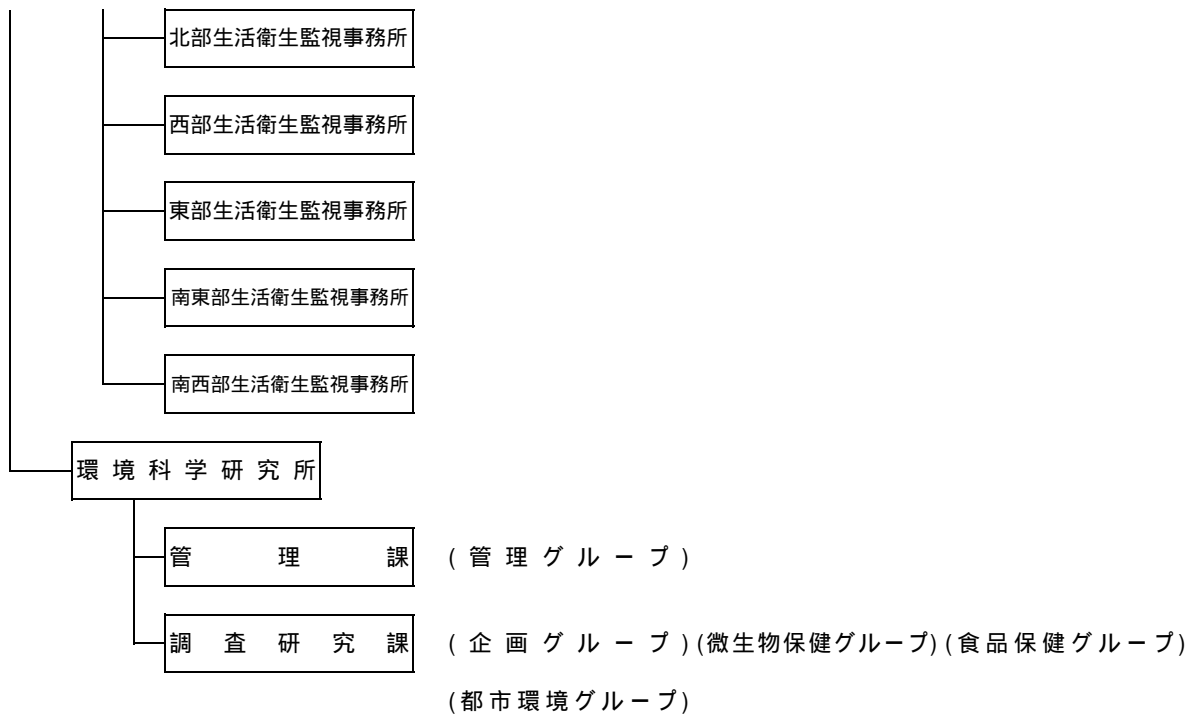 北部生活衛生監視事務所
西部生活衛生監視事務所
東部生活衛生監視事務所
南東部生活衛生監視事務所
南西部生活衛生監視事務所
環境科学研究所
管理課 (管理グループ)
調査研究課 (企画グループ)(微生物保健グループ)(食品保健グループ)
(都市環境グループ)